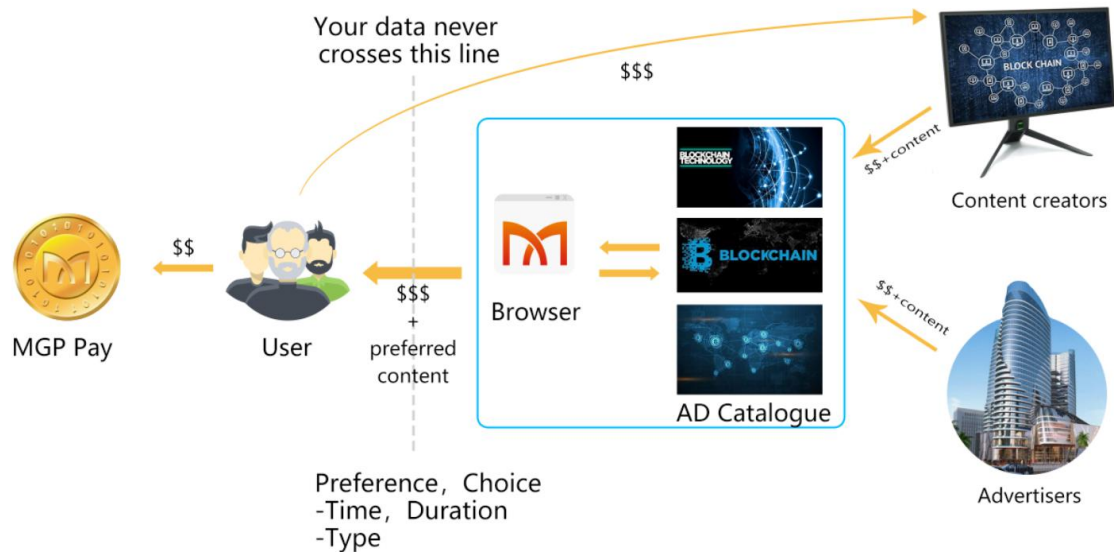 Your data never
crosses this line
$$$
BLOCK CHAIN
$$+content
Content creators
BLOCKCHAIN
TECHNOLOGY
BLOCKCHAIN
$$
$$$
+
preferred
content
Browser
MGP Pay
User
AD Catalogue
$$+content
Advertisers
Preference, Choice
-Time, Duration
-Type